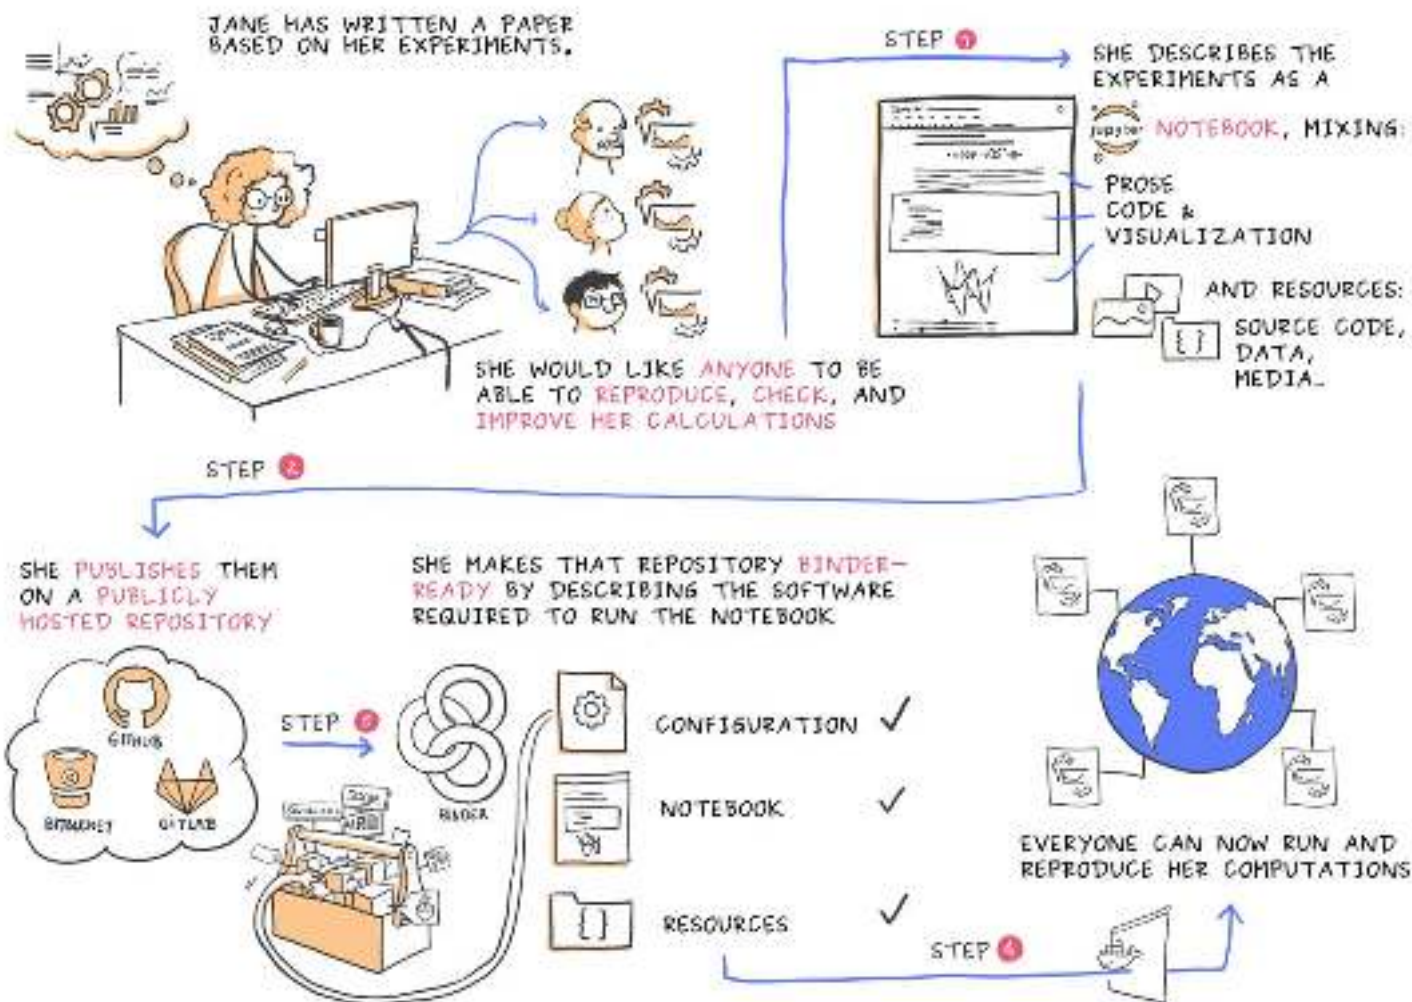 JANE HAS WRITTEN A PAPER
BASED ON HER EXPERIMENTS.
SHE WOULD LIKE ANYONE TO BE
ABLE TO REPRODUCE, CHECK, AND
IMPROVE HER CALCULATIONS
STEP 1
SHE DESCRIBES THE
EXPERIMENTS AS A
jupyter NOTEBOOK, MIXING:
PROSE
CODE &
VISUALIZATION
AND RESOURCES:
SOURCE CODE,
DATA,
MEDIA...
STEP 2
SHE PUBLISHES THEM
ON A PUBLICLY
HOSTED REPOSITORY
GITHUB
BITBUCKET
GITLAB
STEP 3
SHE MAKES THAT REPOSITORY BINDER-
READY BY DESCRIBING THE SOFTWARE
REQUIRED TO RUN THE NOTEBOOK
BINDER
CONFIGURATION
NOTEBOOK
RESOURCES
STEP 4
EVERYONE CAN NOW RUN AND
REPRODUCE HER COMPUTATIONS